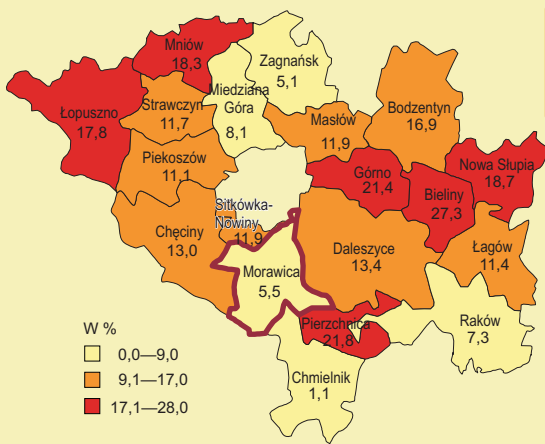 Mniów
18,3
Zagnańsk
5,1
Łopuszno
17,8
Strawczyn
11,7
Miedziana
Góra
8,1
Bodzentyn
16,9
Masłów
11,9
Piekoszów
11,1
Górno
21,4
Nowa Słupia
18,7
Bieliny
27,3
Sitkówka-
Nowiny
11,9
Chęciny
13,0
Daleszyce
13,4
Łagów
11,4
Morawica
5,5
Pierzchnica
21,8
Raków
7,3
Chmielnik
1,1
W %
0,0—9,0
9,1—17,0
17,1—28,0